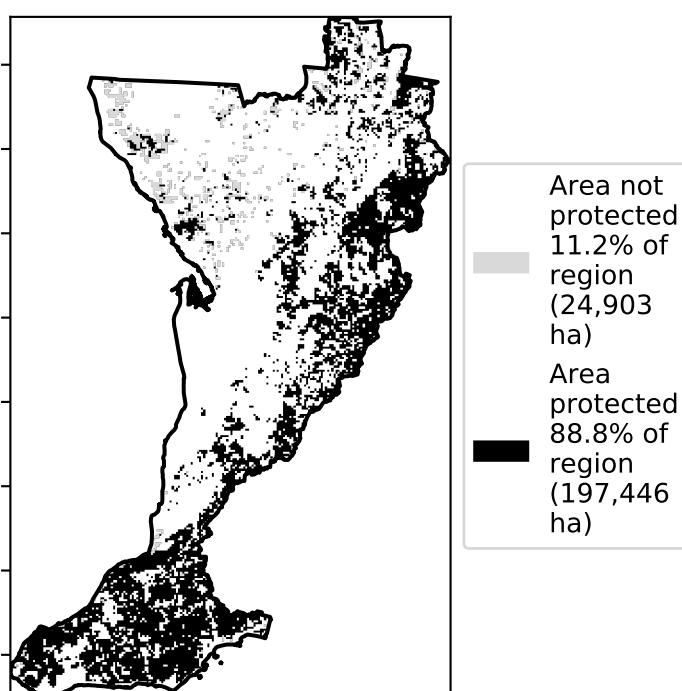 Area not
protected
11.2% of
region
(24,903
ha)
Area
protected
88.8% of
region
(197,446
ha)